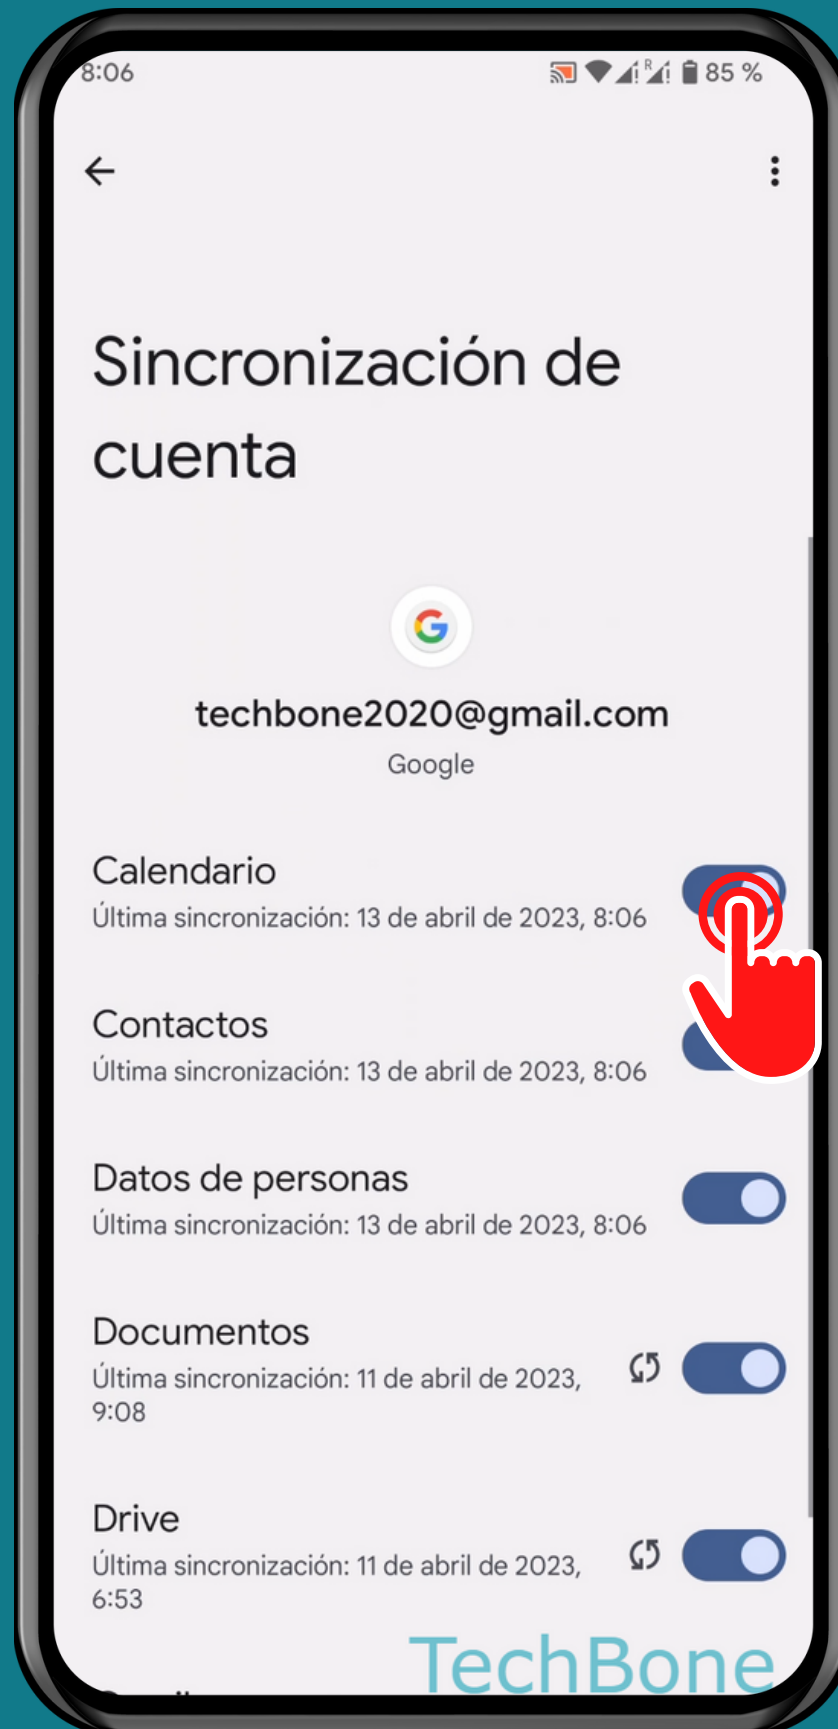 8:06
R
85 %
Sincronización de
cuenta
G
techbone2020@gmail.com
Google
Calendario
Última sincronización: 13 de abril de 2023, 8:06
Contactos
Última sincronización: 13 de abril de 2023, 8:06
Datos de personas
Última sincronización: 13 de abril de 2023, 8:06
Documentos
Última sincronización: 11 de abril de 2023,
9:08
Drive
Última sincronización: 11 de abril de 2023,
6:53
TechBone